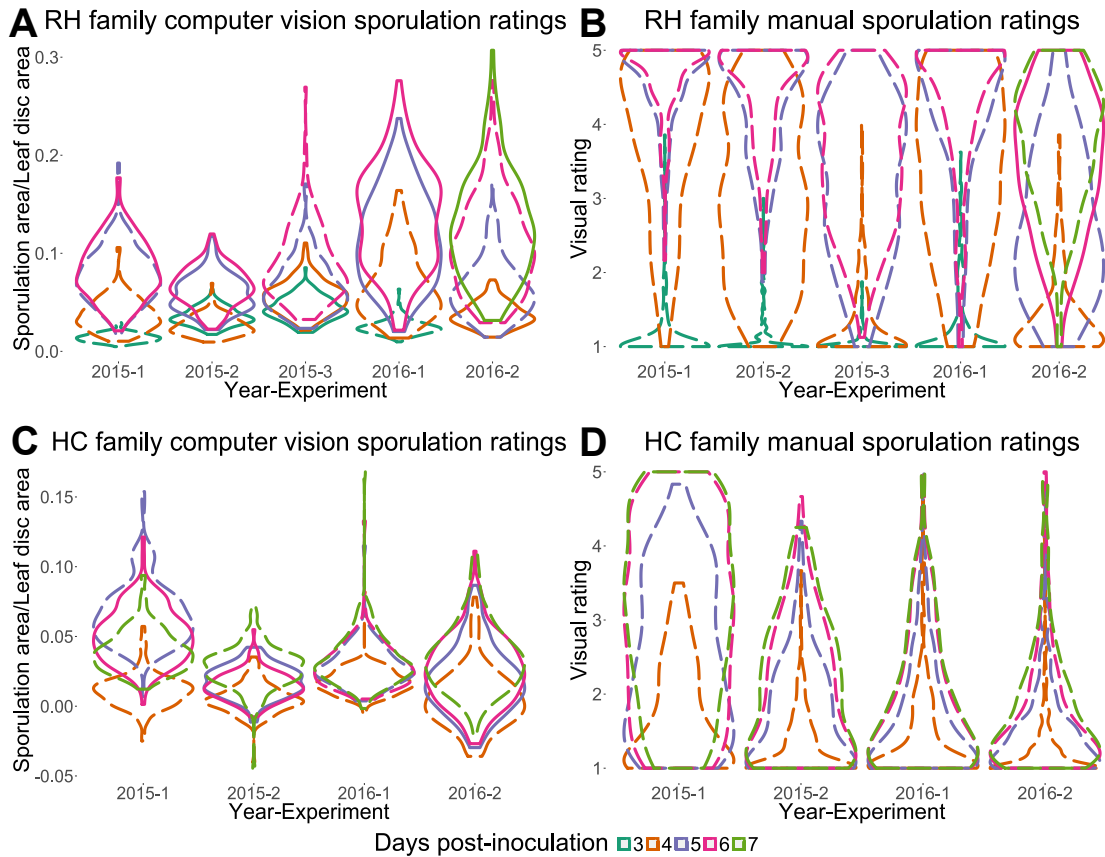 A RH family computer vision sporulation ratings
Sporulation area/Leaf disc area
0.3
0.2
0.1
0.0
2015-1 2015-2 2015-3 2016-1 2016-2
Year-Experiment
B RH family manual sporulation ratings
Visual rating
5
4
3
2
1
2015-1 2015-2 2015-3 2016-1 2016-2
Year-Experiment
C HC family computer vision sporulation ratings
Sporulation area/Leaf disc area
0.15
0.10
0.05
0.00
-0.05
2015-1 2015-2 2016-1 2016-2
Year-Experiment
D HC family manual sporulation ratings
Visual rating
5
4
3
2
1
2015-1 2015-2 2016-1 2016-2
Year-Experiment
Days post-inoculation 3 4 5 6 7